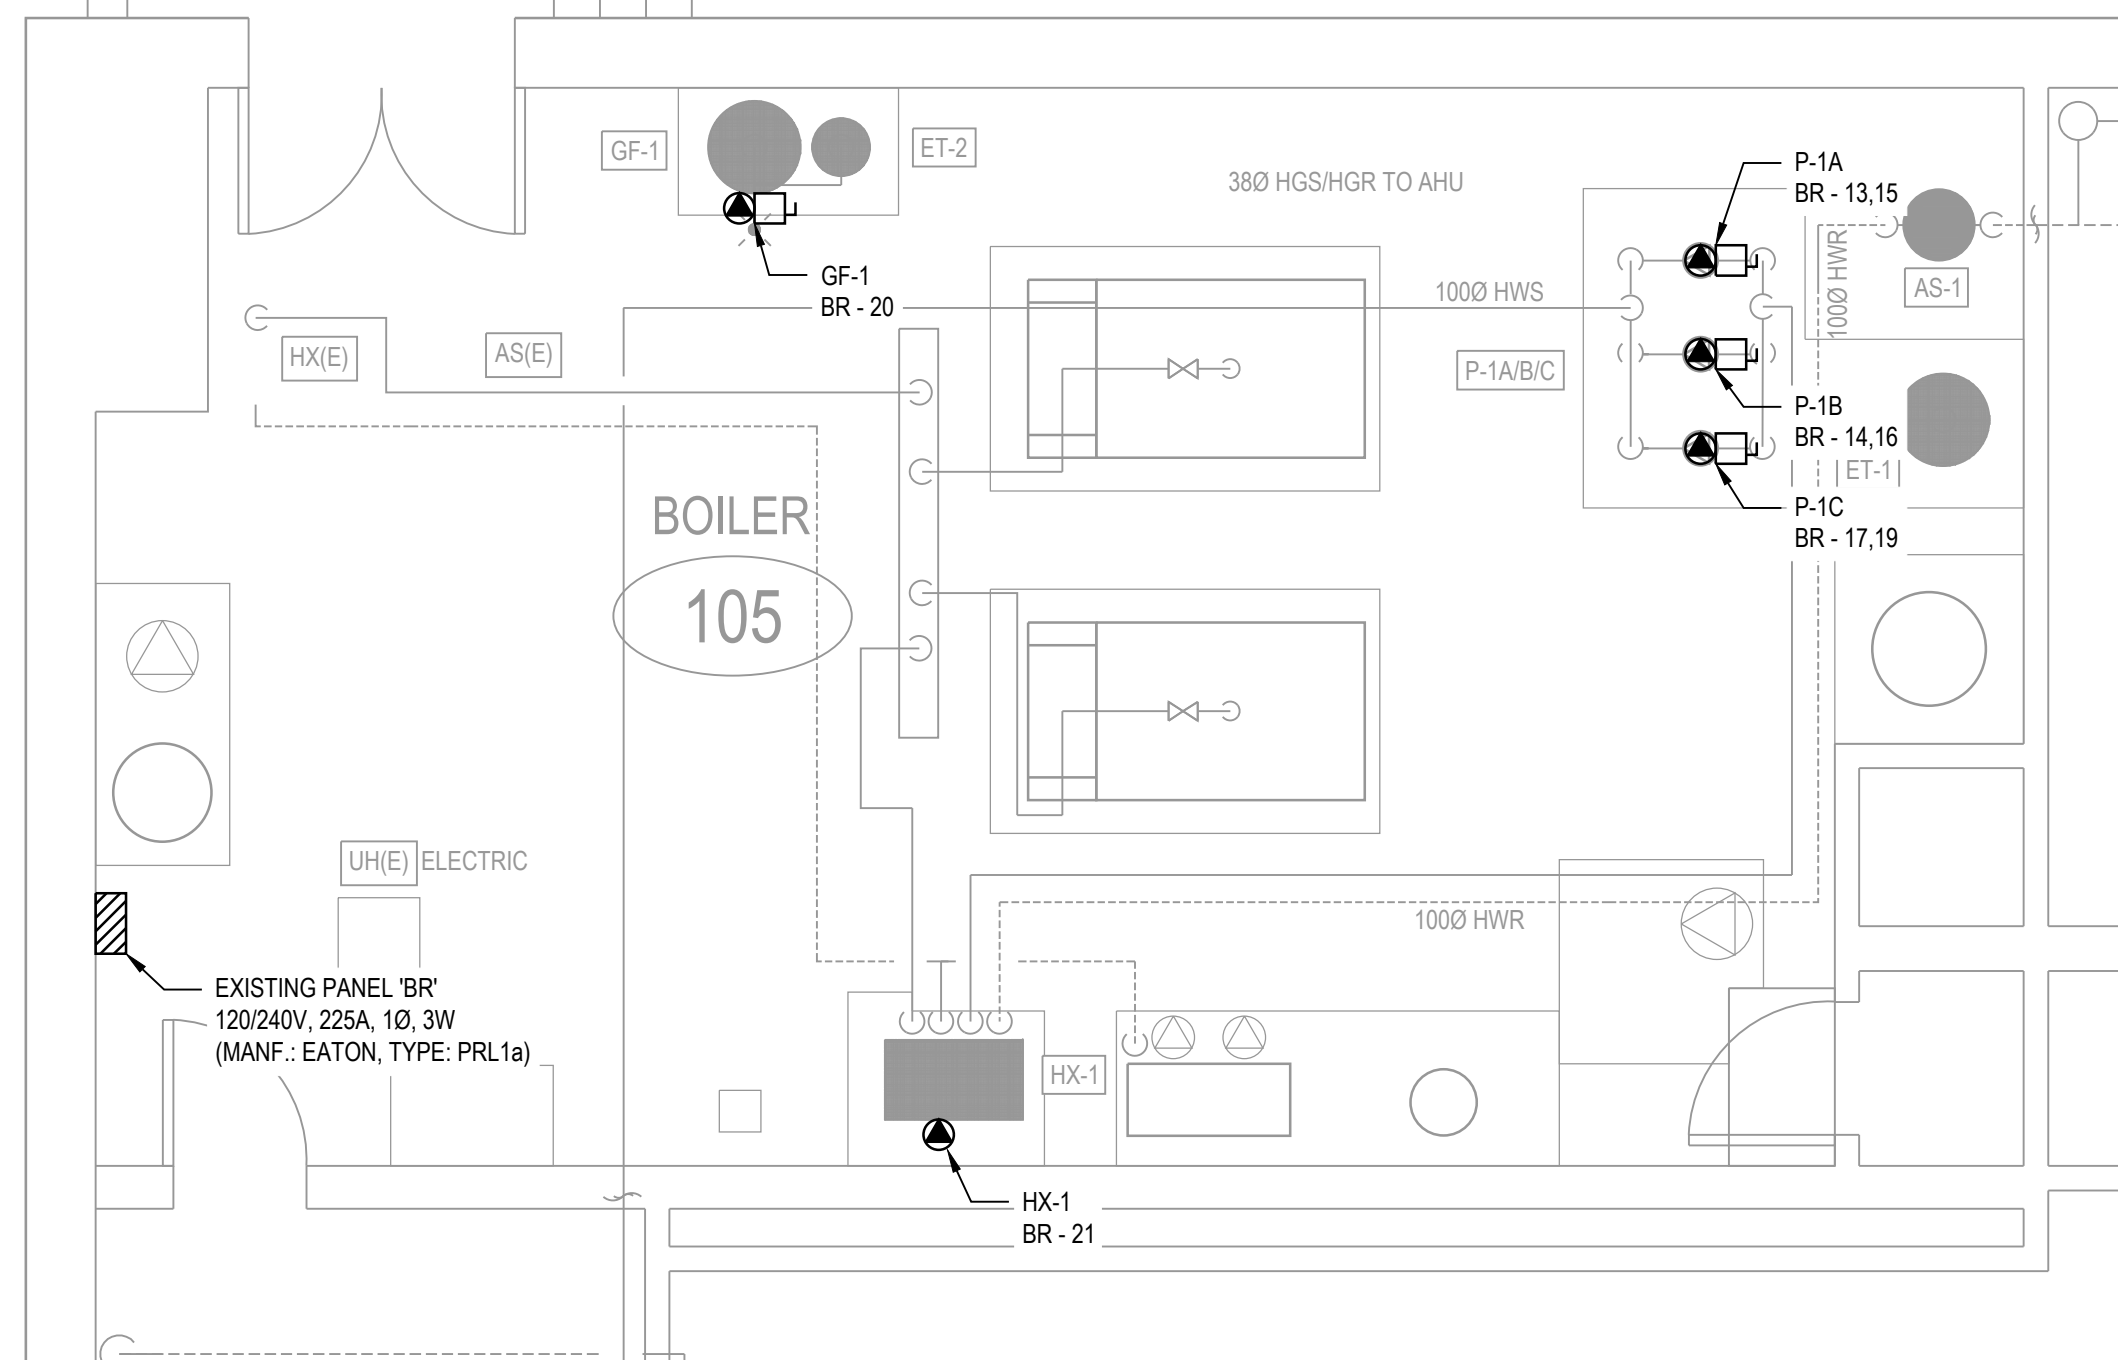 GF-1
ET-2
38Ø HGS/HGR TO AHU
P-1A
BR - 13,15
100Ø HWR
AS-1
GF-1
BR - 20
100Ø HWS
HX(E)
AS(E)
P-1A/B/C
P-1B
BR - 14,16
ET-1
P-1C
BR - 17,19
BOILER
105
UH(E) ELECTRIC
100Ø HWR
EXISTING PANEL 'BR'
120/240V, 225A, 1Ø, 3W
(MANF.: EATON, TYPE: PRL1a)
HX-1
HX-1
BR - 21